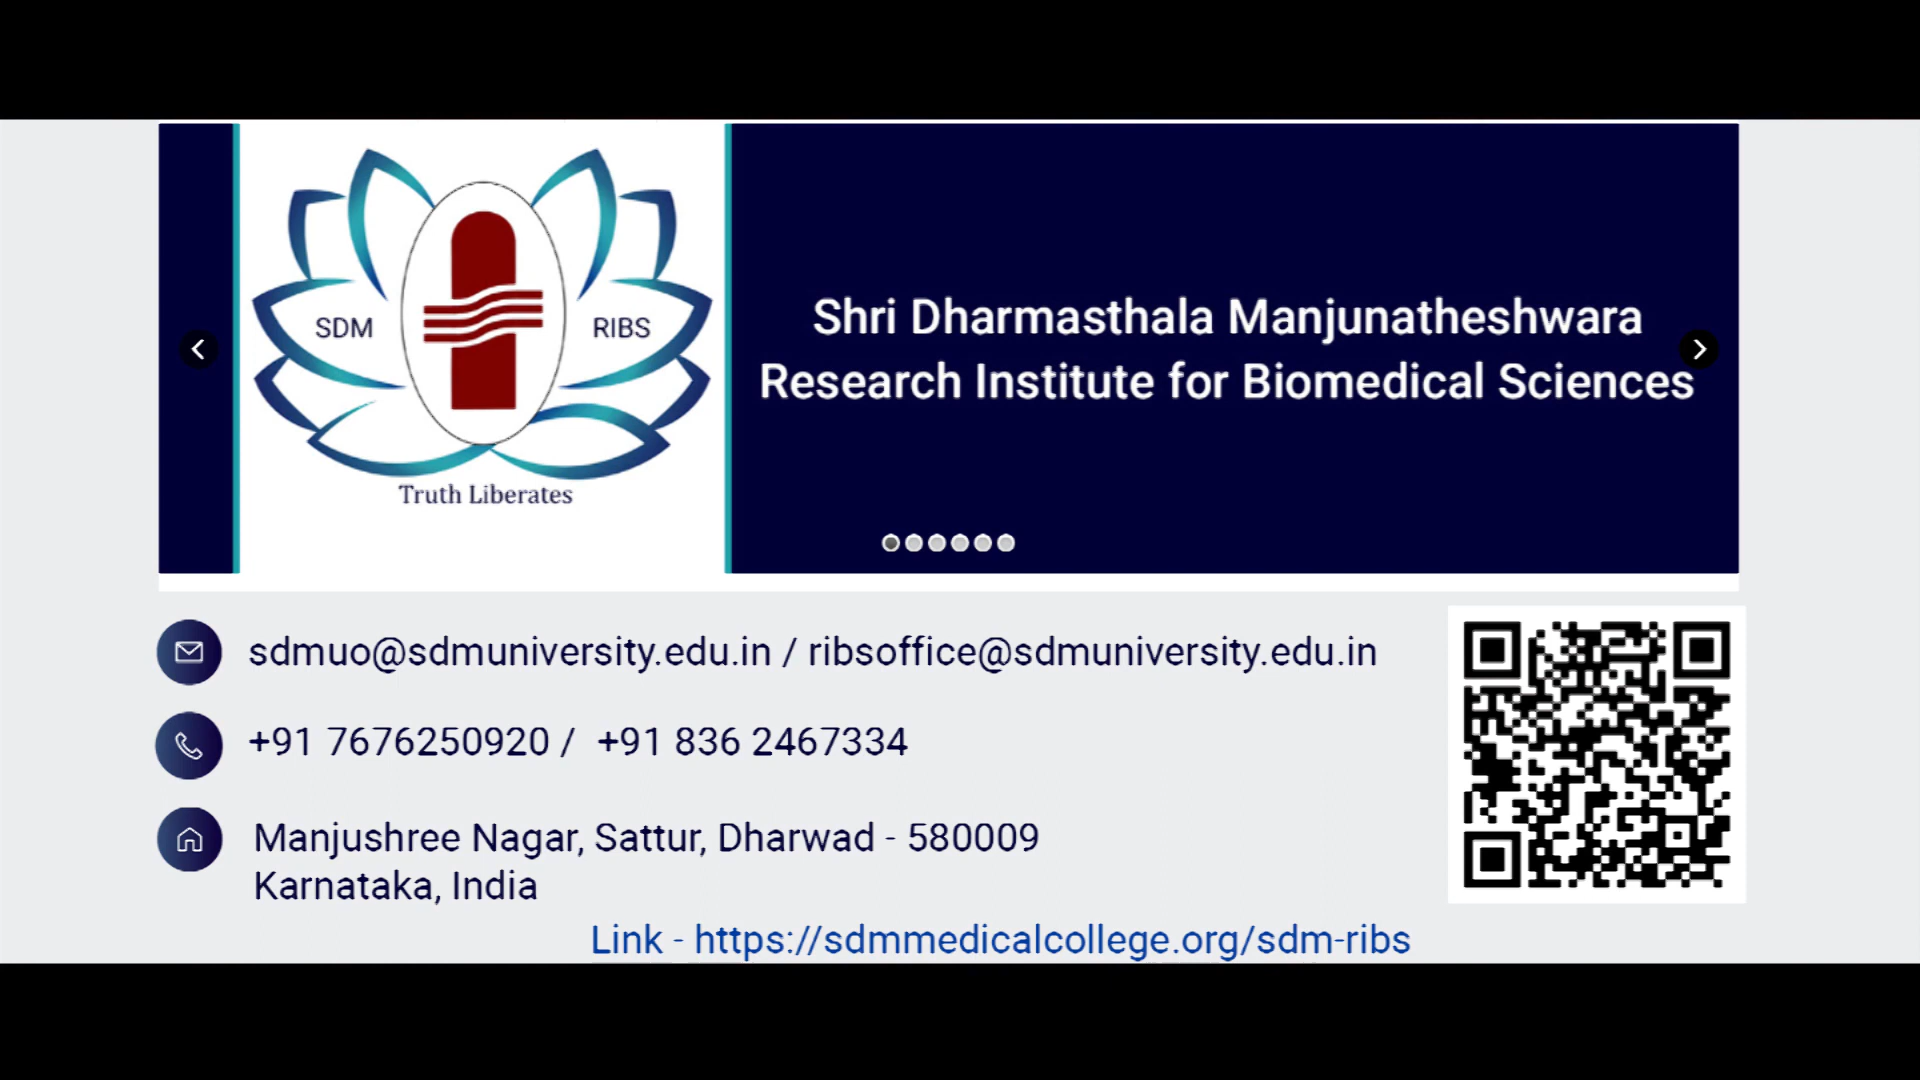 SDM
RIBS
Truth Liberates
Shri Dharmasthala Manjunatheshwara
Research Institute for Biomedical Sciences
sdmuo@sdmuniversity.edu.in / ribsoffice@sdmuniversity.edu.in
+91 7676250920 / +91 836 2467334
Manjushree Nagar, Sattur, Dharwad - 580009
Karnataka, India
Link - https://sdmmedicalcollege.org/sdm-ribs